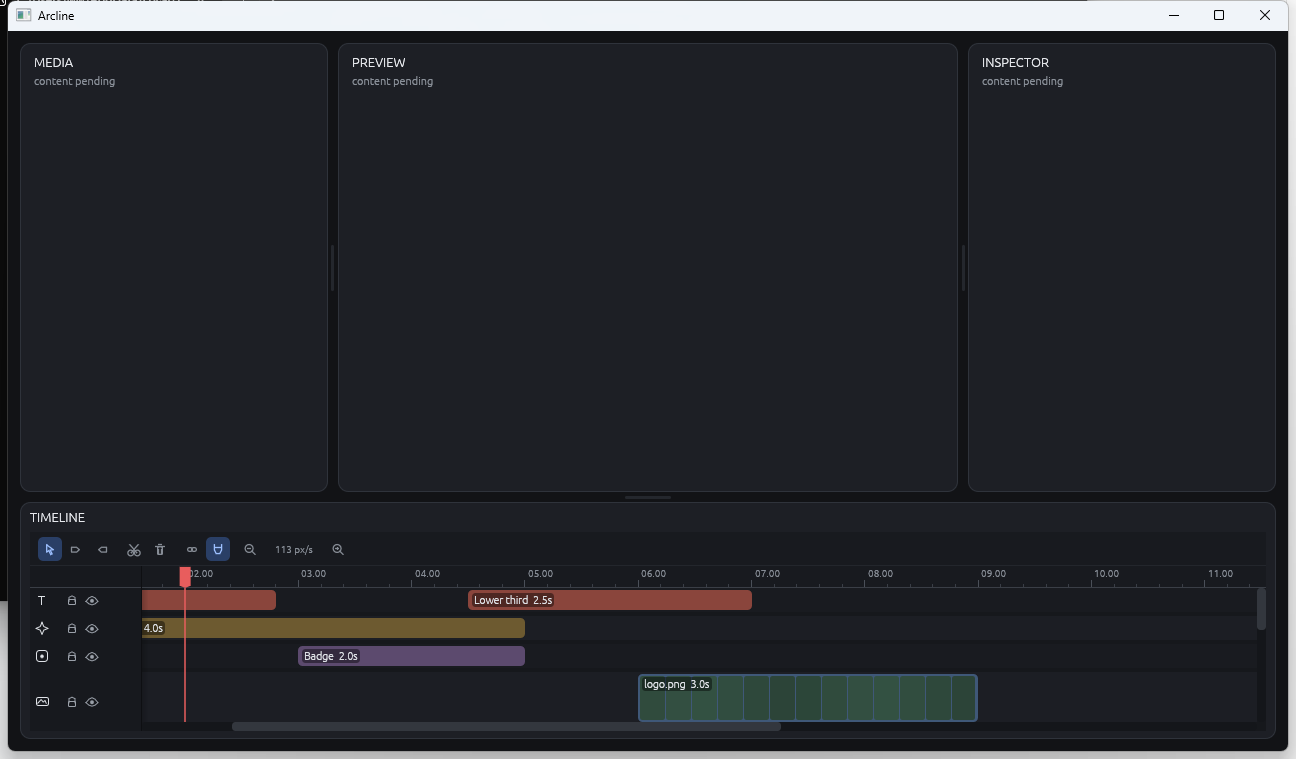 Arcline
MEDIA
content pending
PREVIEW
content pending
INSPECTOR
content pending
TIMELINE
113 px/s
02.00 03.00 04.00 05.00 06.00 07.00 08.00 09.00 10.00 11.00
T
Lower third 2.5s
4.0s
Badge 2.0s
logo.png 3.0s